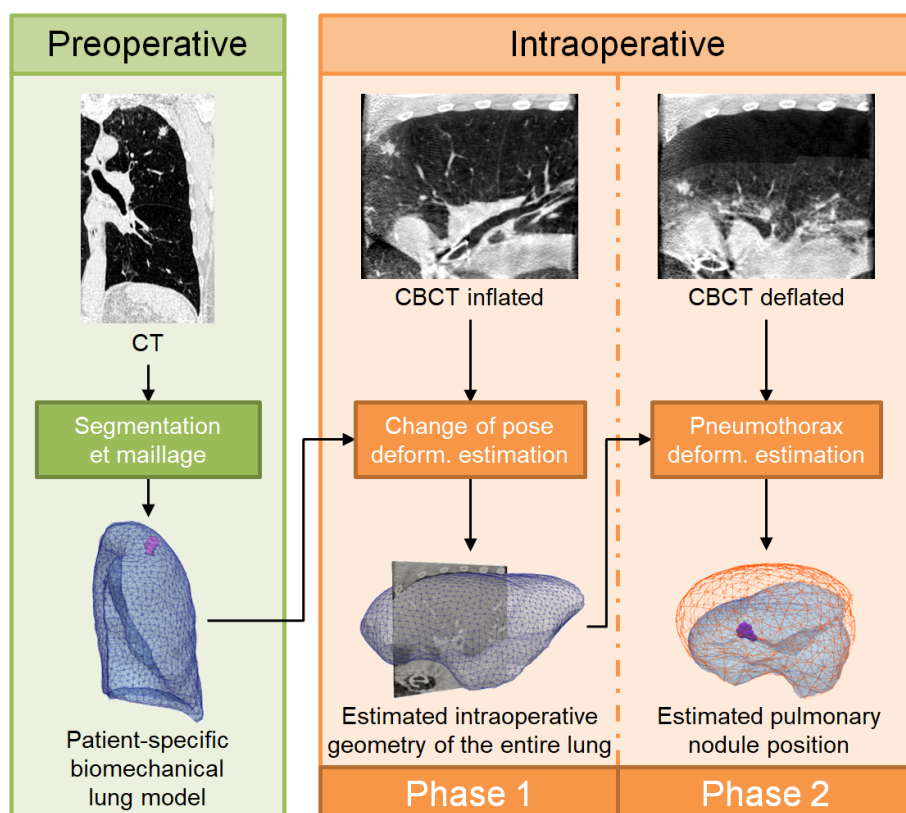 Preoperative
CT
Segmentation
et maillage
Patient-specific
biomechanical
lung model
Intraoperative
CBCT inflated
Change of pose
deform. estimation
Estimated intraoperative
geometry of the entire lung
Phase 1
CBCT deflated
Pneumothorax
deform. estimation
Estimated pulmonary
nodule position
Phase 2